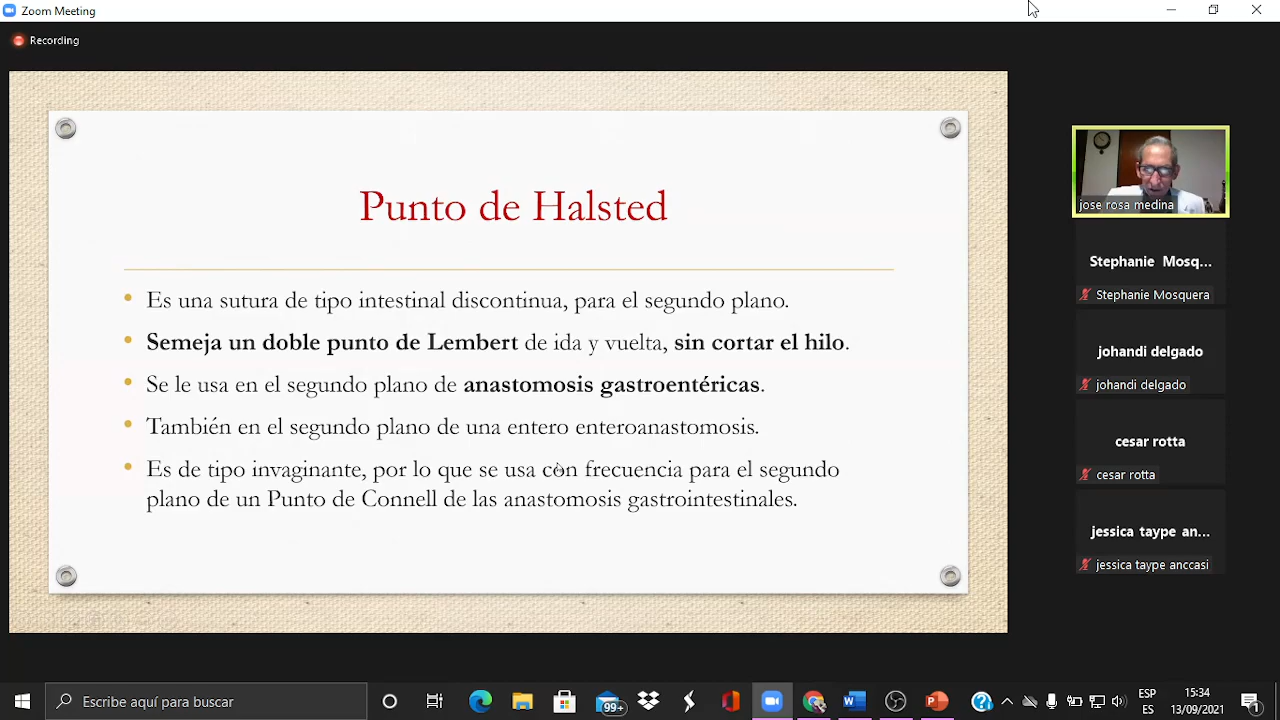 Zoom Meeting
Recording
Punto de Halsted
Es una sutura de tipo intestinal discontinua, para el segundo plano.
Semeja un doble punto de Lembert de ida y vuelta, sin cortar el hilo.
Se le usa en el segundo plano de anastomosis gastroentéricas.
También en el segundo plano de una entero enteroanastomosis.
Es de tipo invaginante, por lo que se usa con frecuencia para el segundo
plano de un Punto de Connell de las anastomosis gastrointestinales.
jose rosa medina
Stephanie Mosq...
Stephanie Mosquera
johandi delgado
johandi delgado
cesar rotta
cesar rotta
jessica taype an...
jessica taype anccasi
Escribe aquí para buscar
99+
ESP
ES
15:34
13/09/2021
1